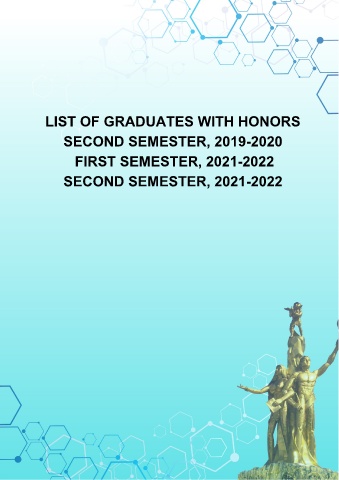 LIST OF GRADUATES WITH HONORS
SECOND SEMESTER, 2019-2020
FIRST SEMESTER, 2021-2022
SECOND SEMESTER, 2021-2022